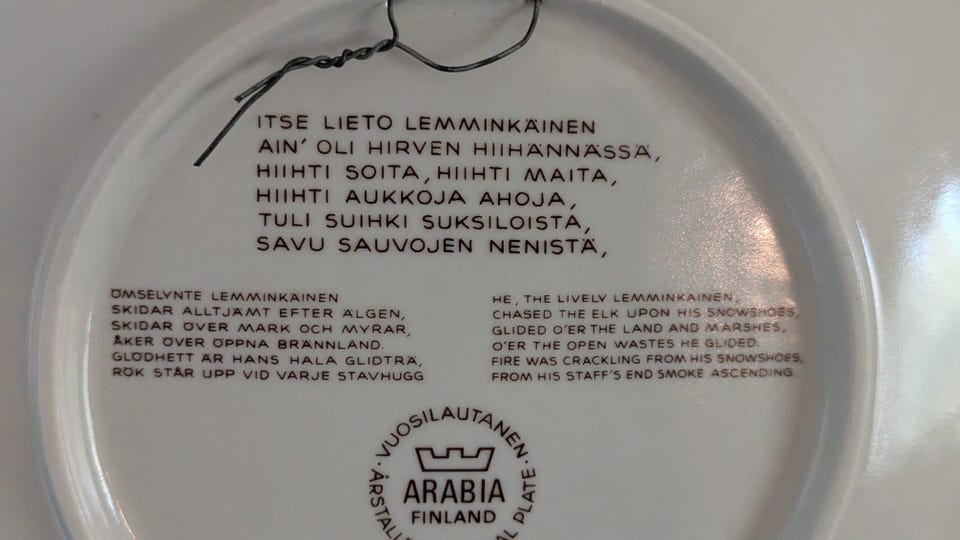 ITSE LIETO LEMMINKÄINEN
AIN' OLI HIRVEN HIIHÄNNÄSSÄ,
HIIHTI SOITA, HIIHTI MAITA,
HIIHTI AUKKOJA AHOJA,
TULI SUIHKI SUKSILOISTA,
SAVU SAUVOJEN NENISTÄ,
ÖMSELYNTE LEMMINKÄINEN
SKIDAR ALLTJÄMT EFTER ÄLGEN,
SKIDAR ÖVER MARK OCH MYRAR,
ÅKER ÖVER ÖPPNA BRÄNNLAND.
GLÖDHETT ÄR HANS HALA GLIDTRÄ,
RÖK STÅR UPP VID VARJE STAVHUGG
HE, THE LIVELY LEMMINKÄINEN,
CHASED THE ELK UPON HIS SNOWSHOES,
GLIDED O'ER THE LAND AND MARSHES,
O'ER THE OPEN WASTES HE GLIDED.
FIRE WAS CRACKLING FROM HIS SNOWSHOES,
FROM HIS STAFF'S END SMOKE ASCENDING.
· VUOSILAUTANEN ·
ARABIA
FINLAND
PLATE